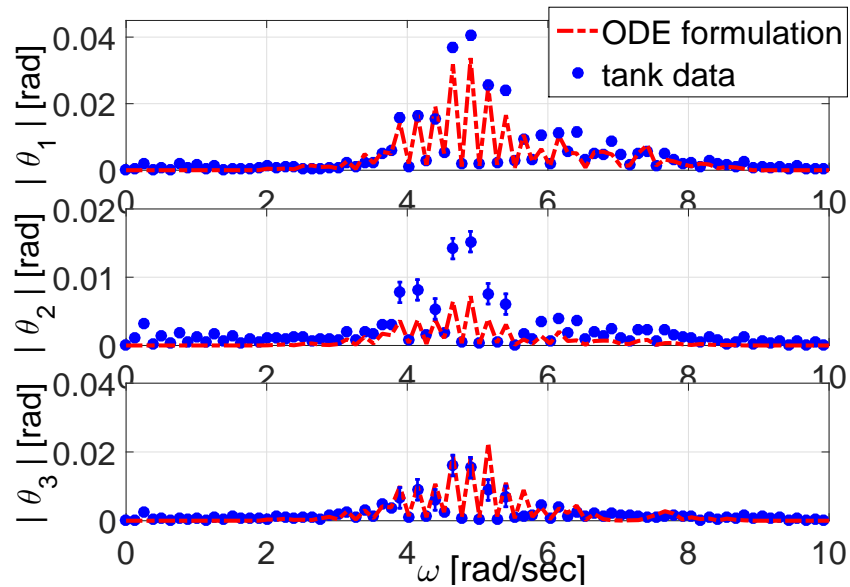 ODE formulation
tank data
| θ1 | [rad]
0.04
0.02
0
0 2 4 6 8 10
| θ2 | [rad]
0.02
0.01
0
0 2 4 6 8 10
| θ3 | [rad]
0.04
0.02
0
0 2 4 6 8 10
ω [rad/sec]